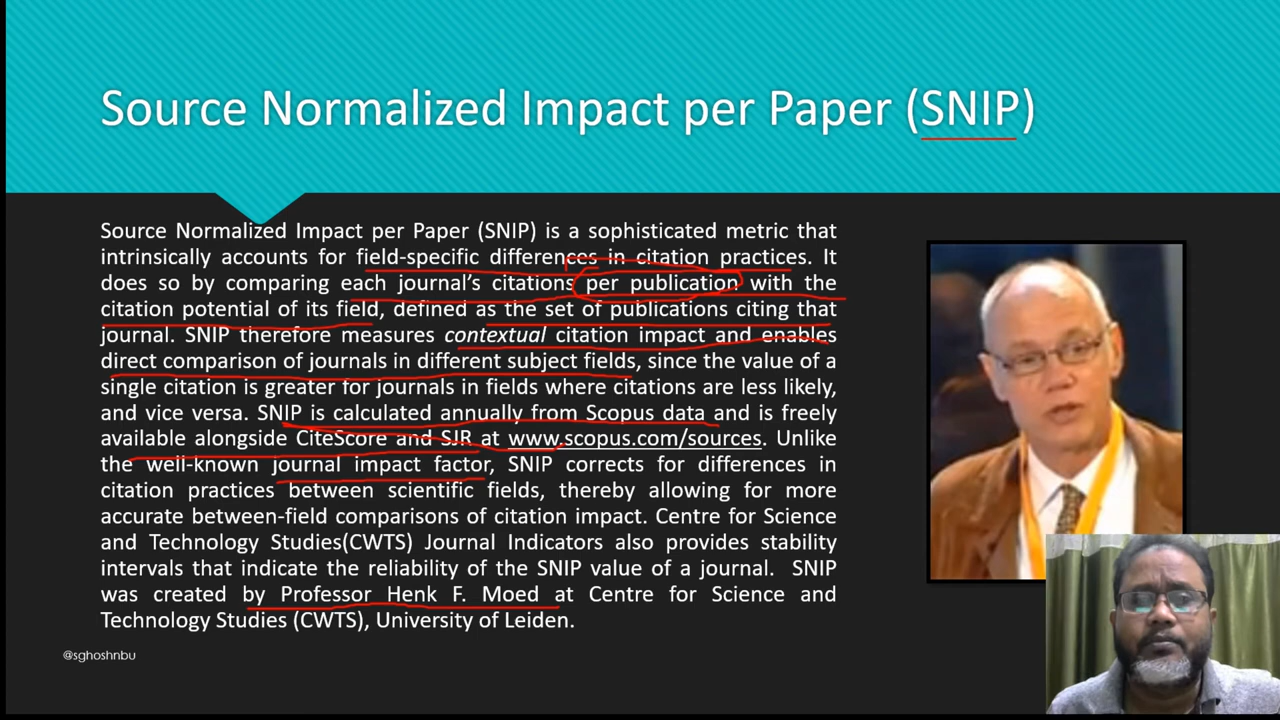 Source Normalized Impact per Paper (SNIP)
Source Normalized Impact per Paper (SNIP) is a sophisticated metric that
intrinsically accounts for field-specific differences in citation practices. It
does so by comparing each journal’s citations per publication with the
citation potential of its field, defined as the set of publications citing that
journal. SNIP therefore measures contextual citation impact and enables
direct comparison of journals in different subject fields, since the value of a
single citation is greater for journals in fields where citations are less likely,
and vice versa. SNIP is calculated annually from Scopus data and is freely
available alongside CiteScore and SJR at www.scopus.com/sources. Unlike
the well-known journal impact factor, SNIP corrects for differences in
citation practices between scientific fields, thereby allowing for more
accurate between-field comparisons of citation impact. Centre for Science
and Technology Studies(CWTS) Journal Indicators also provides stability
intervals that indicate the reliability of the SNIP value of a journal. SNIP
was created by Professor Henk F. Moed at Centre for Science and
Technology Studies (CWTS), University of Leiden.
@sghoshnbu